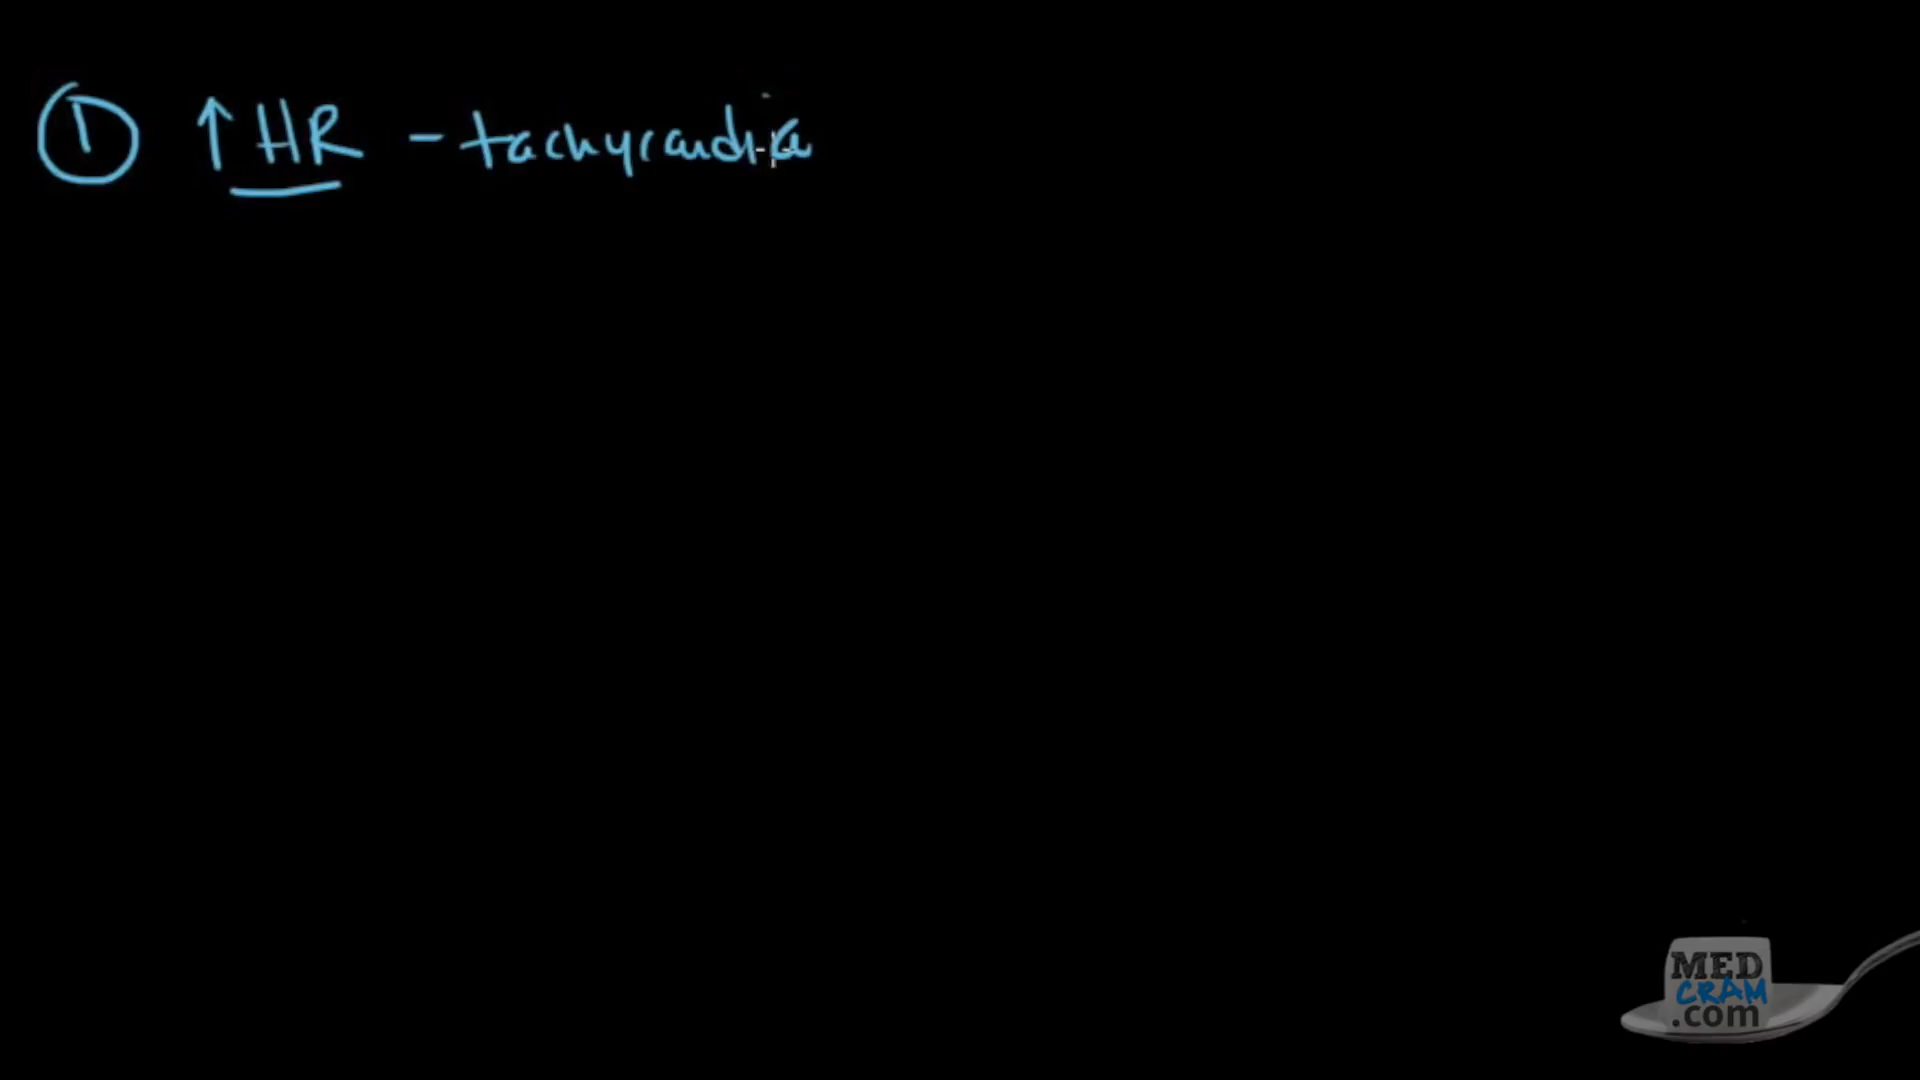 ① ↑ HR - tachycardia
MED
CRAM
.com